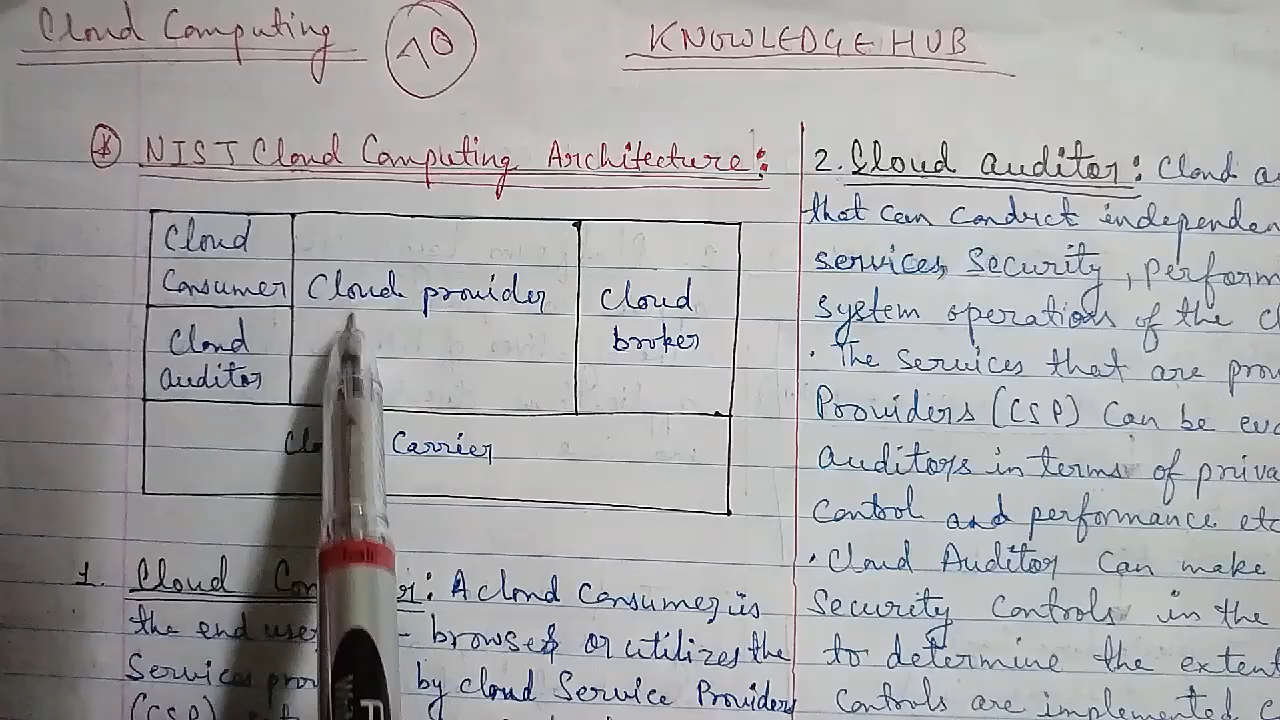 Cloud Computing
10
KNOWLEDGE HUB
NIST Cloud Computing Architecture:
Cloud
Consumer
Cloud provider
Cloud
broker
Cloud
auditor
Carrier
1. Cloud : A cloud Consumer is
the end user browses or utilizes the
Services by cloud Service Providers
(CSP)
2. Cloud auditor: Cloud
that can conduct
services, Security,
system operations of the
• The services that are
Providers (CSP) Can be
auditors in terms of
Control and performance etc
• Cloud Auditor Can make
Security Controls in the
to determine the extent
Controls are implemented